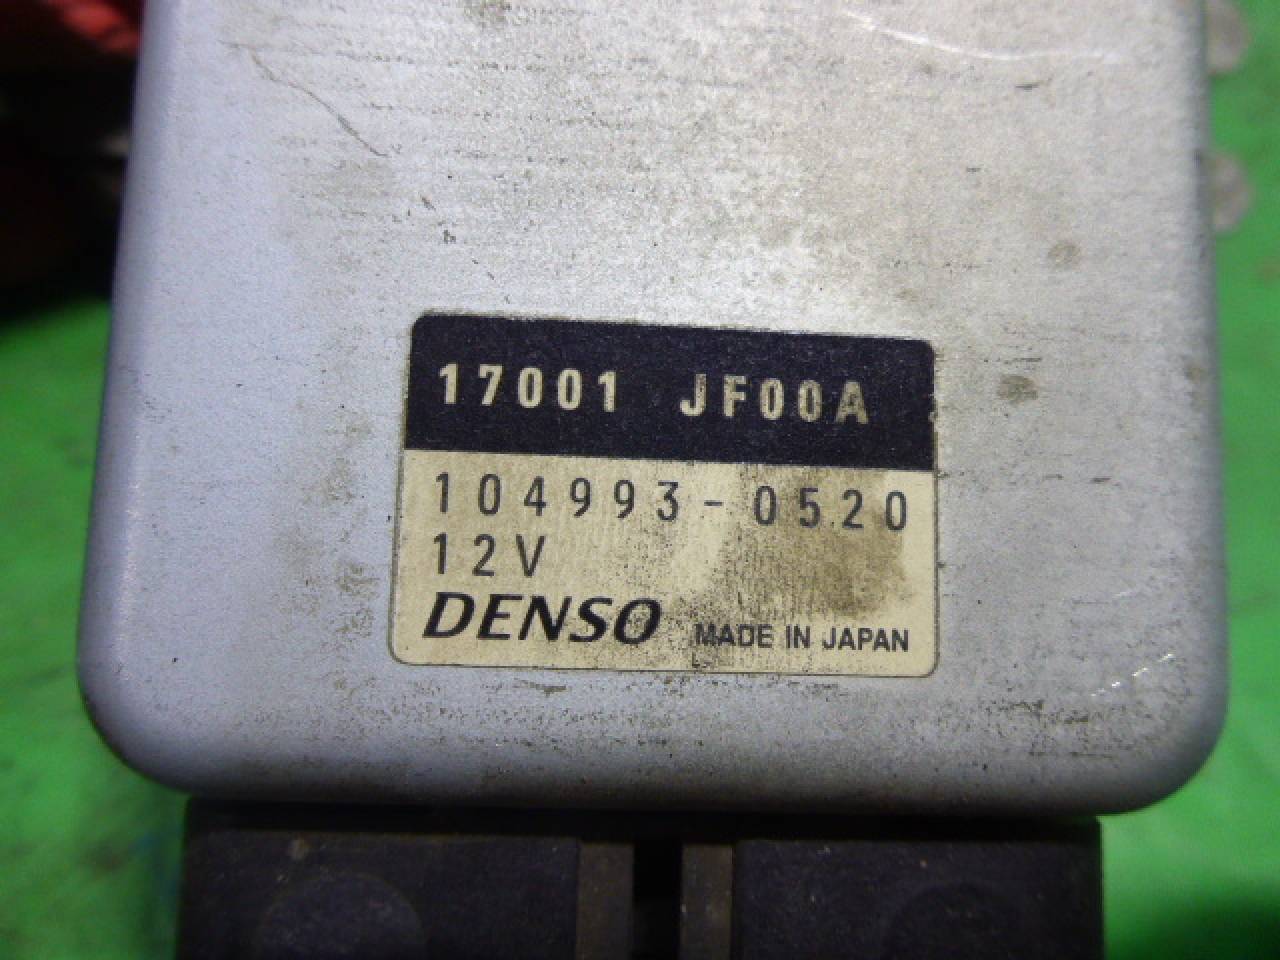 17001 JF00A
104993-0520
12V
DENSO MADE IN JAPAN